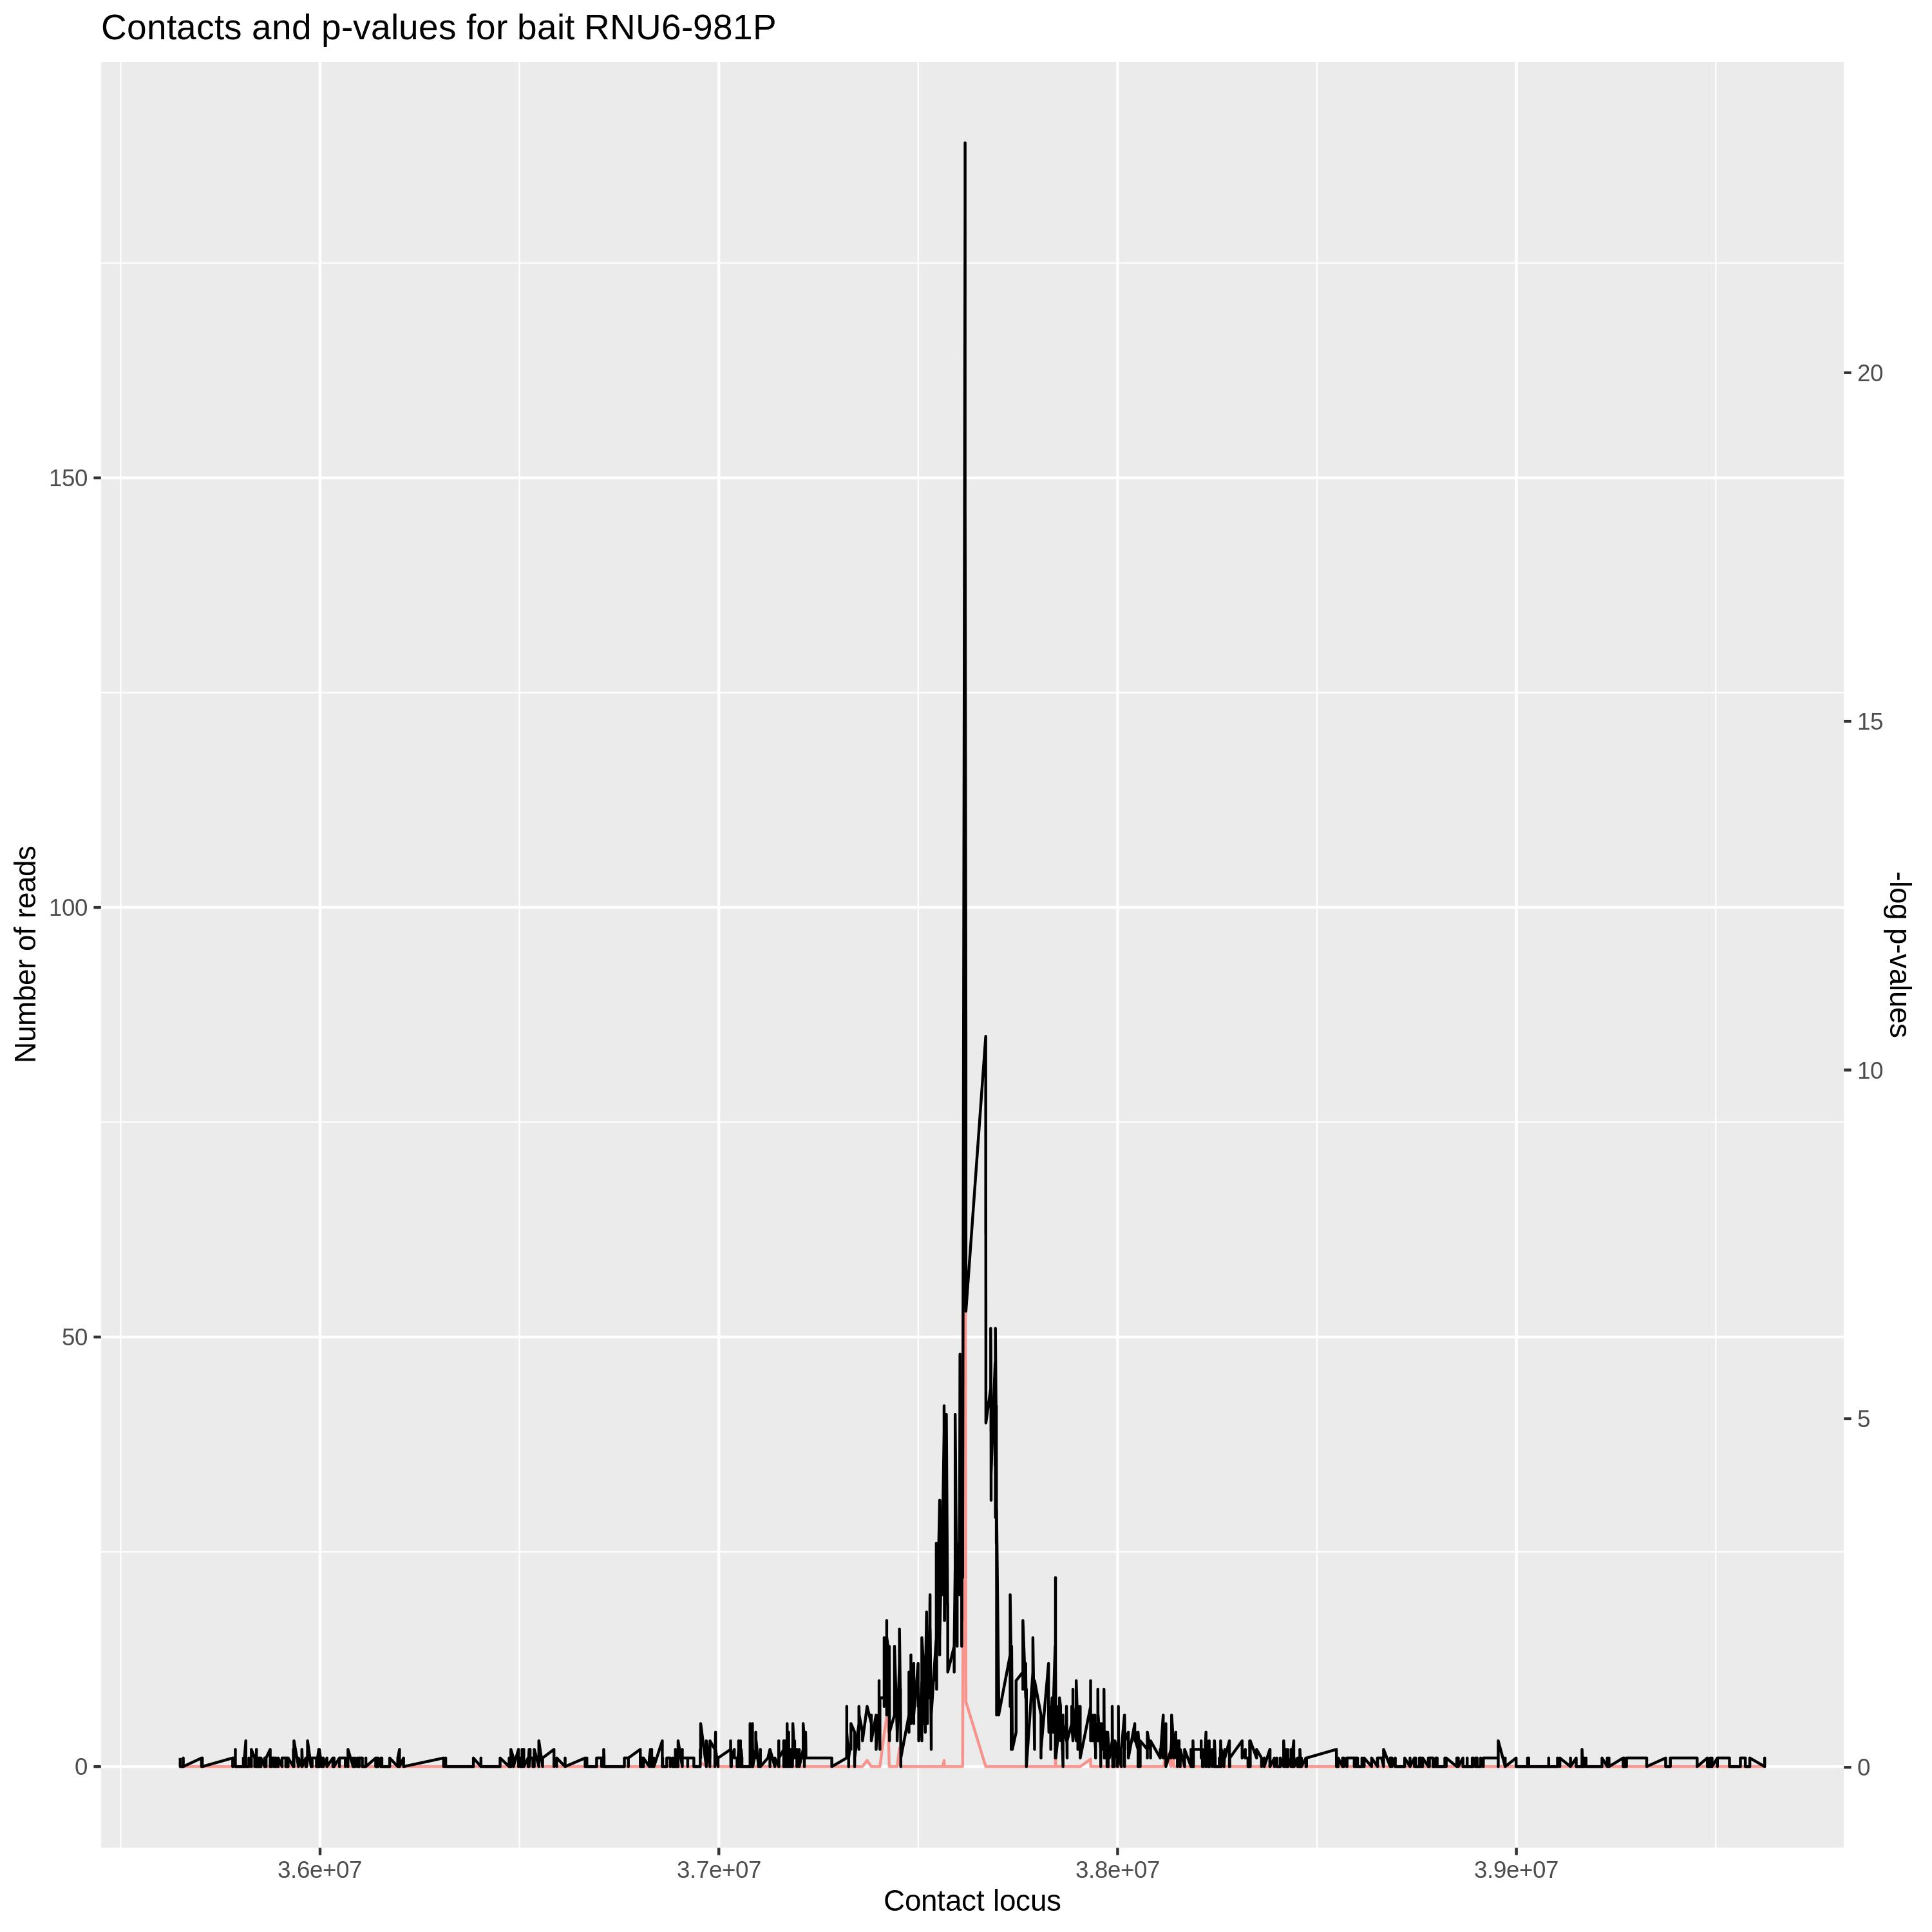 Contacts and p-values for bait RNU6-981P
150
100
50
0
Number of reads
20
15
10
5
0
-log p-values
3.6e+07 3.7e+07 3.8e+07 3.9e+07
Contact locus